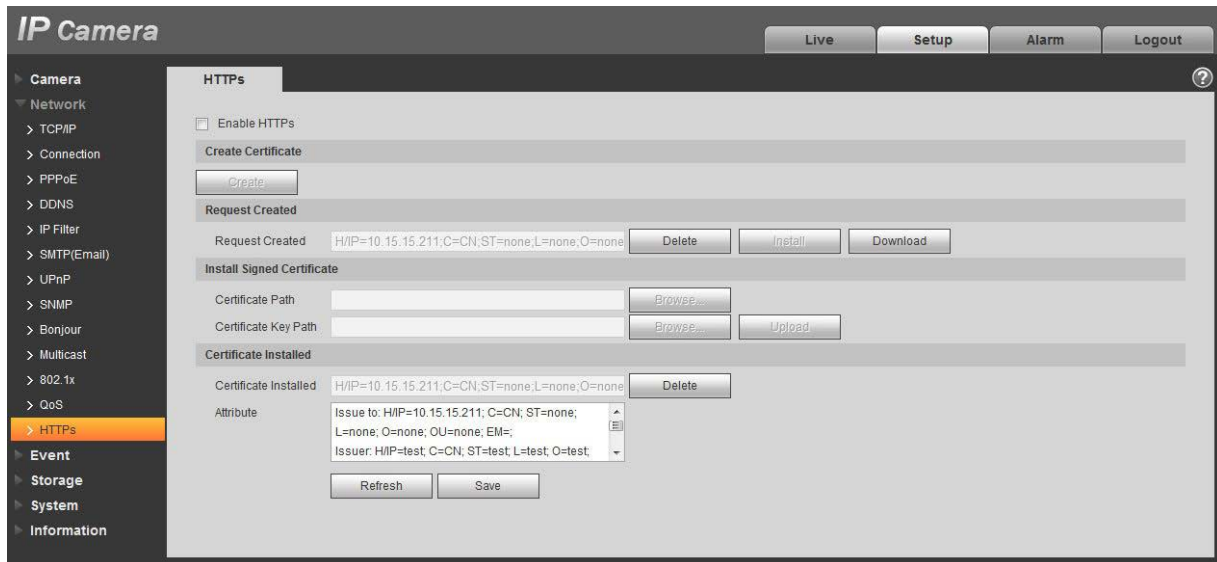 IP Camera
Live
Setup
Alarm
Logout
Camera
Network
> TCP/IP
> Connection
> PPPoE
> DDNS
> IP Filter
> SMTP(Email)
> UPnP
> SNMP
> Bonjour
> Multicast
> 802.1x
> QoS
> HTTPs
Event
Storage
System
Information
HTTPs
?
Enable HTTPs
Create Certificate
Create
Request Created
Request Created H/IP=10.15.15.211;C=CN;ST=none;L=none;O=none Delete Install Download
Install Signed Certificate
Certificate Path Browse...
Certificate Key Path Browse... Upload
Certificate Installed
Certificate Installed H/IP=10.15.15.211;C=CN;ST=none;L=none;O=none Delete
Attribute
Issue to: H/IP=10.15.15.211; C=CN; ST=none;
L=none; O=none; OU=none; EM=;
Issuer: H/IP=test; C=CN; ST=test; L=test; O=test;
Refresh Save